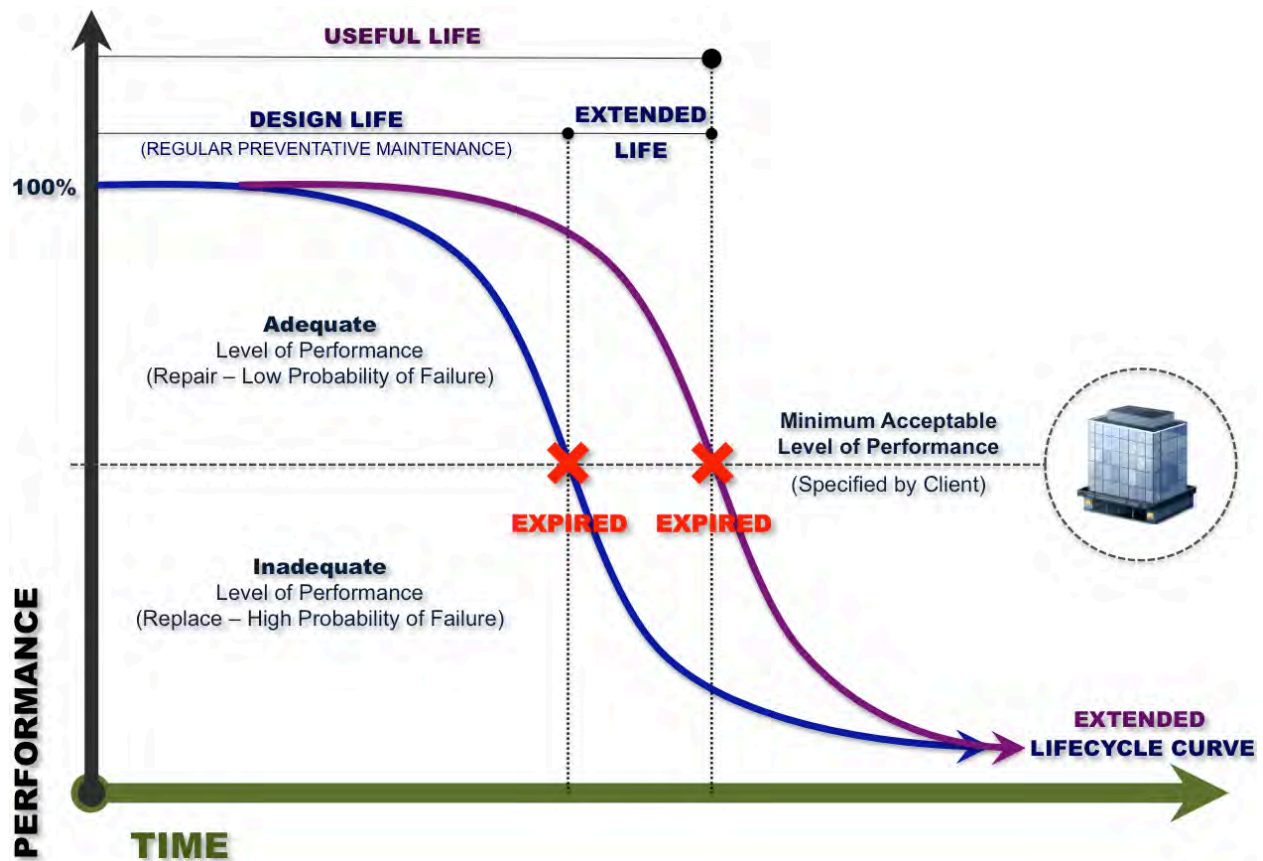 USEFUL LIFE
DESIGN LIFE
(REGULAR PREVENTATIVE MAINTENANCE)
EXTENDED
LIFE
100%
Adequate
Level of Performance
(Repair – Low Probability of Failure)
Minimum Acceptable
Level of Performance
(Specified by Client)
EXPIRED
EXPIRED
Inadequate
Level of Performance
(Replace – High Probability of Failure)
EXTENDED
LIFECYCLE CURVE
PERFORMANCE
TIME